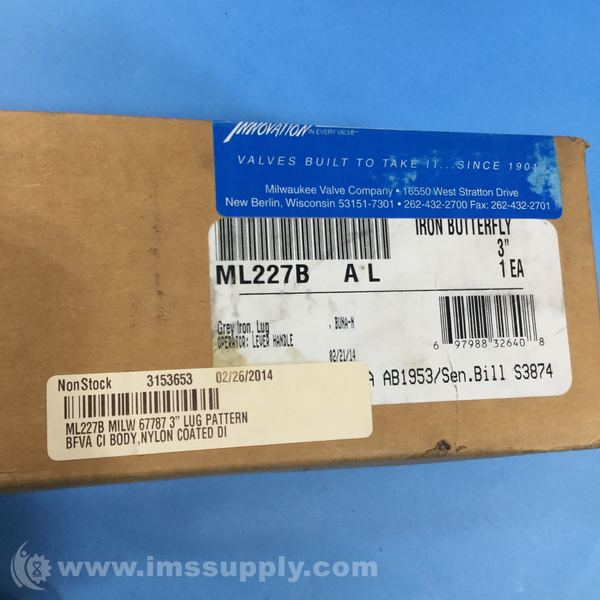 INNOVATION IN EVERY VALVE™
VALVES BUILT TO TAKE IT...SINCE 1901
Milwaukee Valve Company • 16550 West Stratton Drive
New Berlin, Wisconsin 53151-7301 • 262-432-2700 Fax: 262-432-2701
IRON BUTTERFLY
3"
ML227B A L
1 EA
Grey Iron, Lug , BUNA-N
OPERATOR: LEVER HANDLE
02/21/14
6 97988 32640 8
A AB1953/Sen.Bill S3874
NonStock 3153653 02/26/2014
ML227B MILW 67787 3" LUG PATTERN
BFVA CI BODY,NYLON COATED DI
www.imssupply.com